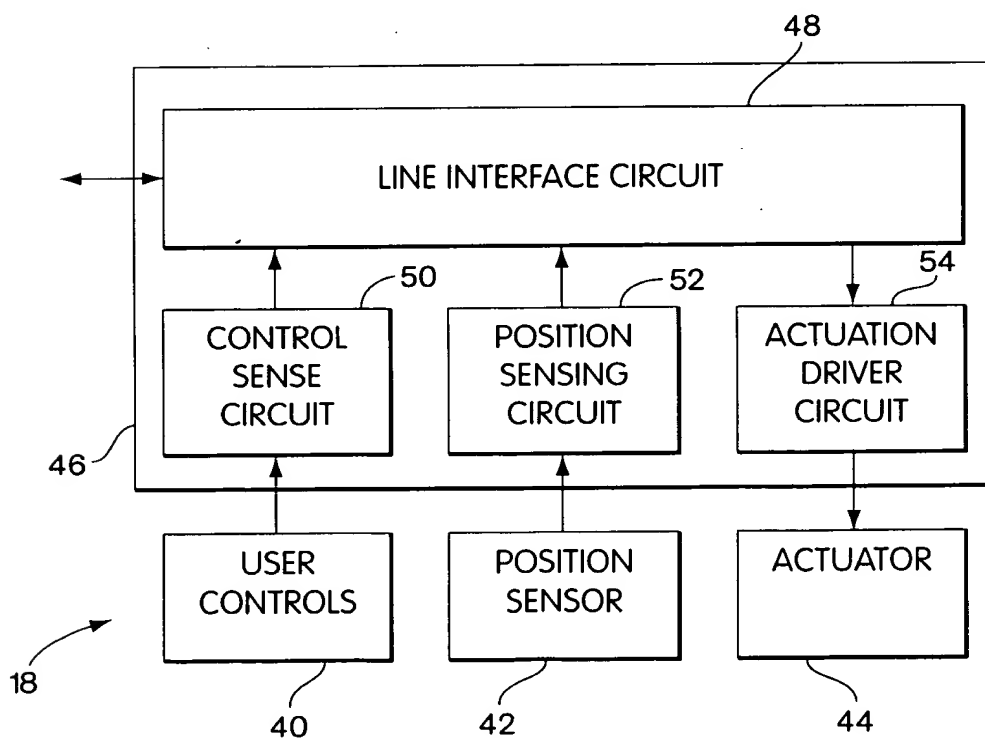 48
LINE INTERFACE CIRCUIT
50
52
54
CONTROL
SENSE
CIRCUIT
POSITION
SENSING
CIRCUIT
ACTUATION
DRIVER
CIRCUIT
46
USER
CONTROLS
POSITION
SENSOR
ACTUATOR
18
40
42
44